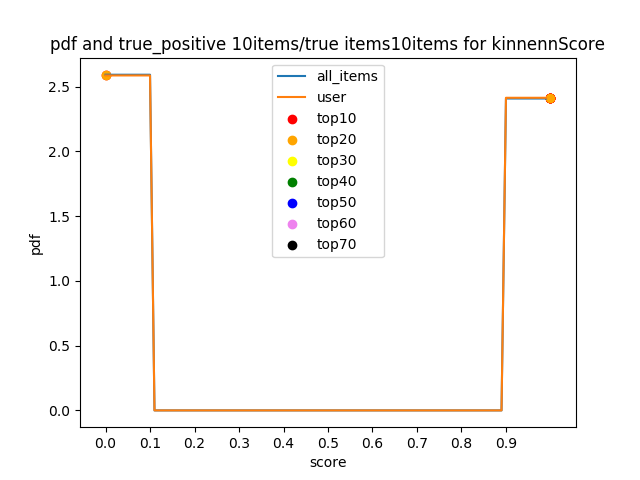 pdf and true_positive 10items/true items10items for kinnennScore
all_items
user
top10
top20
top30
top40
top50
top60
top70
2.5
2.0
1.5
1.0
0.5
0.0
pdf
0.0 0.1 0.2 0.3 0.4 0.5 0.6 0.7 0.8 0.9
score